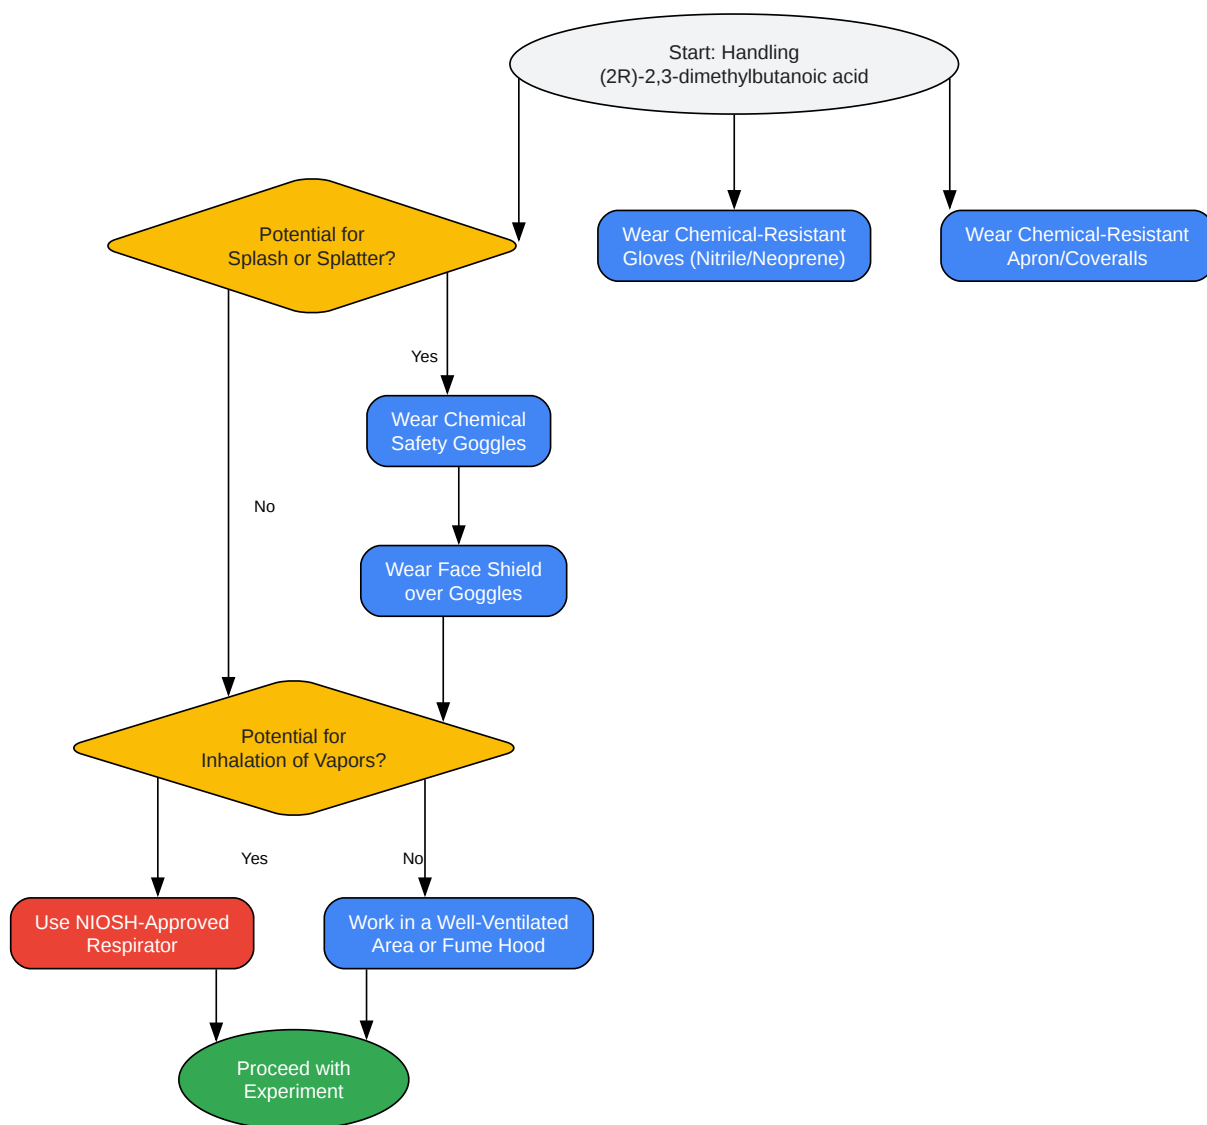 Start: Handling
(2R)-2,3-dimethylbutanoic acid
Potential for
Splash or Splatter?
Wear Chemical-Resistant
Gloves (Nitrile/Neoprene)
Wear Chemical-Resistant
Apron/Coveralls
Yes
Wear Chemical
Safety Goggles
No
Wear Face Shield
over Goggles
Potential for
Inhalation of Vapors?
Yes
No
Use NIOSH-Approved
Respirator
Work in a Well-Ventilated
Area or Fume Hood
Proceed with
Experiment